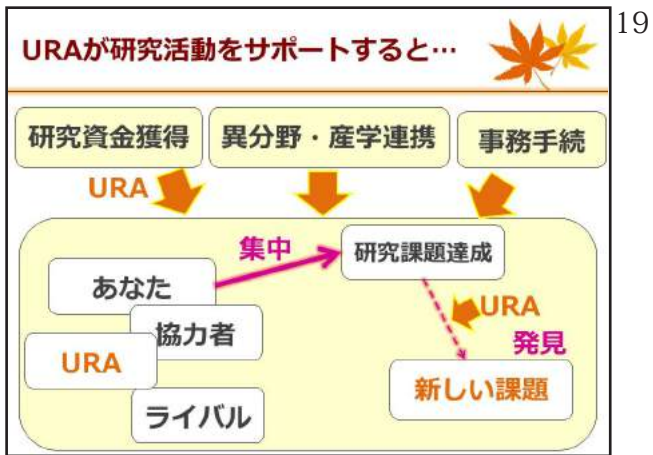 URAが研究活動をサポートすると…
19
研究資金獲得
異分野・産学連携
事務手続
URA
集中
研究課題達成
あなた
協力者
URA
ライバル
URA
発見
新しい課題